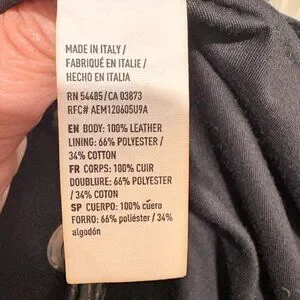 MADE IN ITALY /
FABRIQUÉ EN ITALIE /
HECHO EN ITALIA
RN 54485/CA 03873
RFC# AEM120605U9A
EN BODY: 100% LEATHER
LINING: 66% POLYESTER /
34% COTTON
FR CORPS: 100% CUIR
DOUBLURE: 66% POLYESTER
/ 34% COTON
SP CUERPO: 100% cűero
FORRO: 66% poliéster / 34%
algodón